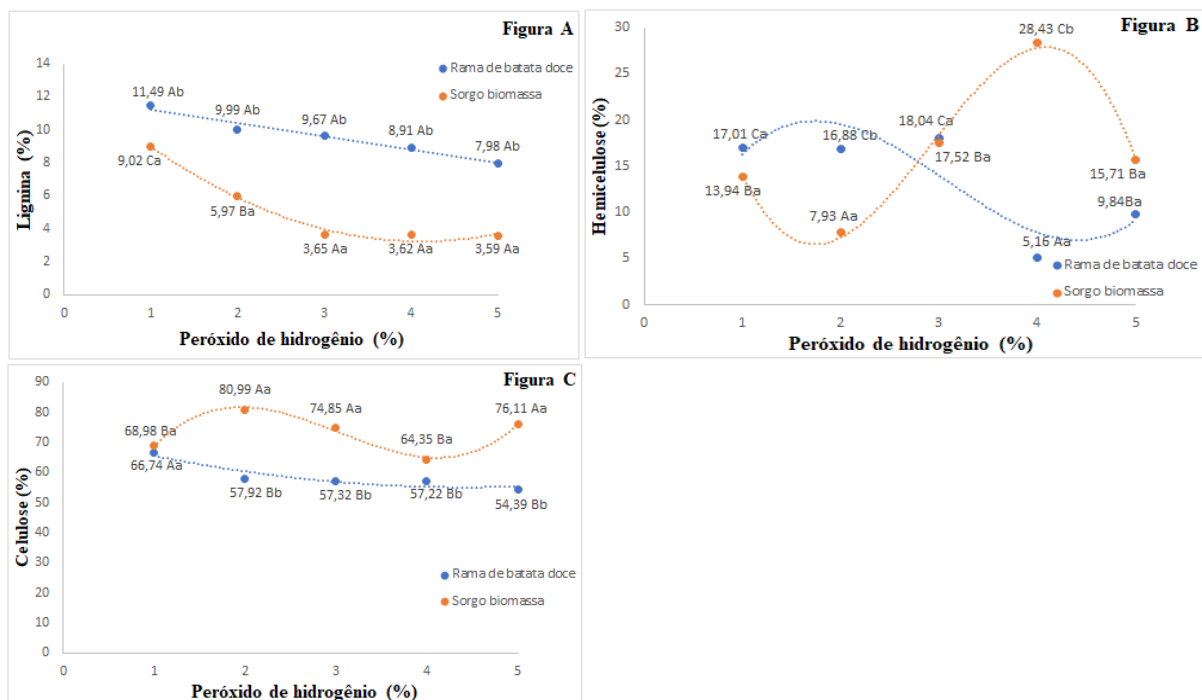 Figura A
Lignina (%)
14
12
10
8
6
4
2
0
11,49 Ab
9,99 Ab
9,67 Ab
8,91 Ab
7,98 Ab
9,02 Ca
5,97 Ba
3,65 Aa
3,62 Aa
3,59 Aa
Rama de batata doce
Sorgo biomassa
0 1 2 3 4 5
Peróxido de hidrogênio (%)
Figura B
Hemicelulose (%)
30
25
20
15
10
5
0
17,01 Ca
16,88 Cb
18,04 Ca
5,16 Aa
9,84Ba
13,94 Ba
7,93 Aa
17,52 Ba
28,43 Cb
15,71 Ba
Rama de batata doce
Sorgo biomassa
0 1 2 3 4 5
Peróxido de hidrogênio (%)
Figura C
Celulose (%)
90
80
70
60
50
40
30
20
10
0
68,98 Ba
80,99 Aa
74,85 Aa
64,35 Ba
76,11 Aa
66,74 Aa
57,92 Bb
57,32 Bb
57,22 Bb
54,39 Bb
Rama de batata doce
Sorgo biomassa
0 1 2 3 4 5
Peróxido de hidrogênio (%)